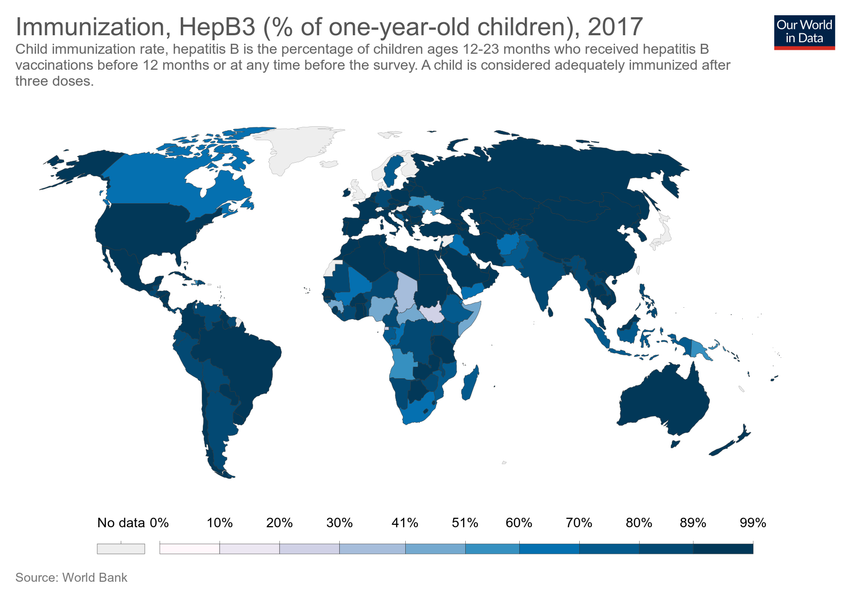 Immunization, HepB3 (% of one-year-old children), 2017
Our World
in Data
Child immunization rate, hepatitis B is the percentage of children ages 12-23 months who received hepatitis B
vaccinations before 12 months or at any time before the survey. A child is considered adequately immunized after
three doses.
No data 0% 10% 20% 30% 41% 51% 60% 70% 80% 89% 99%
Source: World Bank